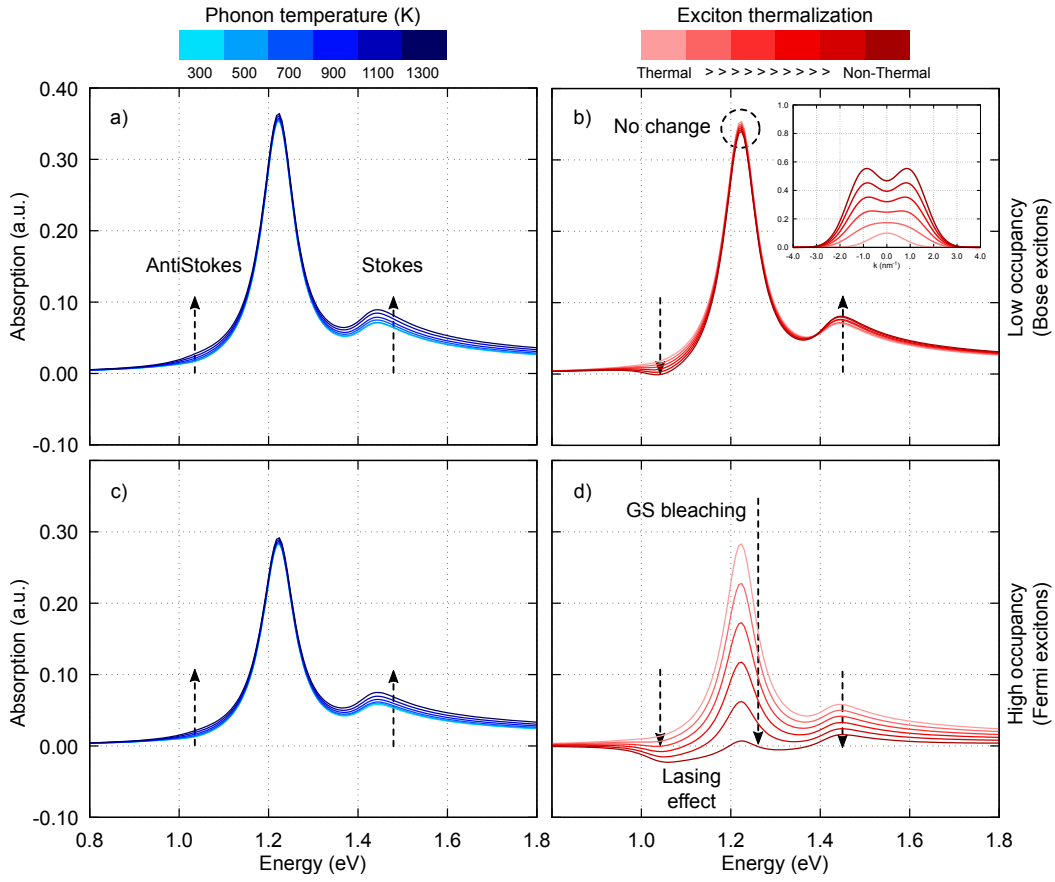 Phonon temperature (K)
300 500 700 900 1100 1300
Exciton thermalization
Thermal > > > > > > > > > > Non-Thermal
a)
AntiStokes
Stokes
Absorption (a.u.)
0.40
0.30
0.20
0.10
0.00
-0.10
b)
No change
1.0
0.8
0.6
0.4
0.2
0.0
-4.0 -3.0 -2.0 -1.0 0.0 1.0 2.0 3.0 4.0
k (nm⁻¹)
Low occupancy
(Bose excitons)
c)
Absorption (a.u.)
0.30
0.20
0.10
0.00
-0.10
0.8 1.0 1.2 1.4 1.6 1.8
Energy (eV)
d)
GS bleaching
Lasing
effect
1.0 1.2 1.4 1.6 1.8
Energy (eV)
High occupancy
(Fermi excitons)